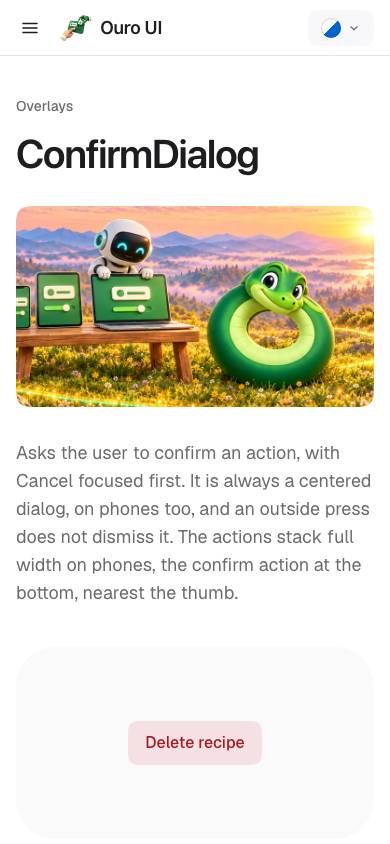 Ouro UI
Overlays
ConfirmDialog
Asks the user to confirm an action, with
Cancel focused first. It is always a centered
dialog, on phones too, and an outside press
does not dismiss it. The actions stack full
width on phones, the confirm action at the
bottom, nearest the thumb.
Delete recipe